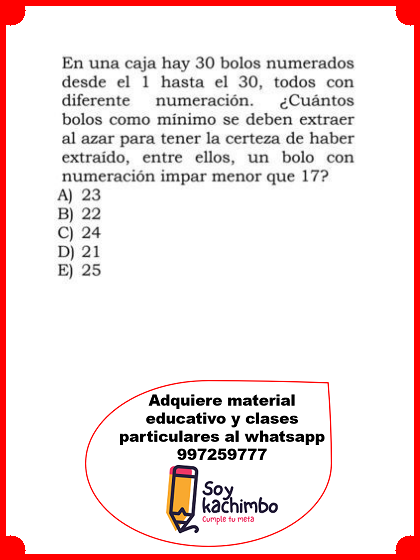 En una caja hay 30 bolos numerados
desde el 1 hasta el 30, todos con
diferente numeración. ¿Cuántos
bolos como mínimo se deben extraer
al azar para tener la certeza de haber
extraído, entre ellos, un bolo con
numeración impar menor que 17?
A) 23
B) 22
C) 24
D) 21
E) 25
Adquiere material
educativo y clases
particulares al whatsapp
997259777
Soy
kachimbo
Cumple tu meta